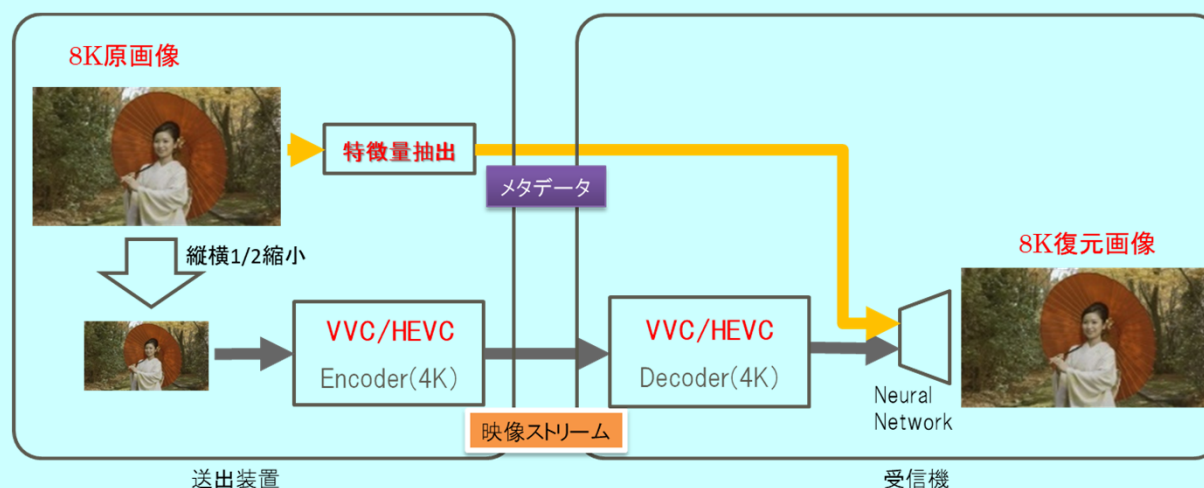 8K原画像
特徴量抽出
メタデータ
縦横1/2縮小
8K復元画像
VVC/HEVC
Encoder(4K)
VVC/HEVC
Decoder(4K)
Neural
Network
映像ストリーム
送出装置
受信機